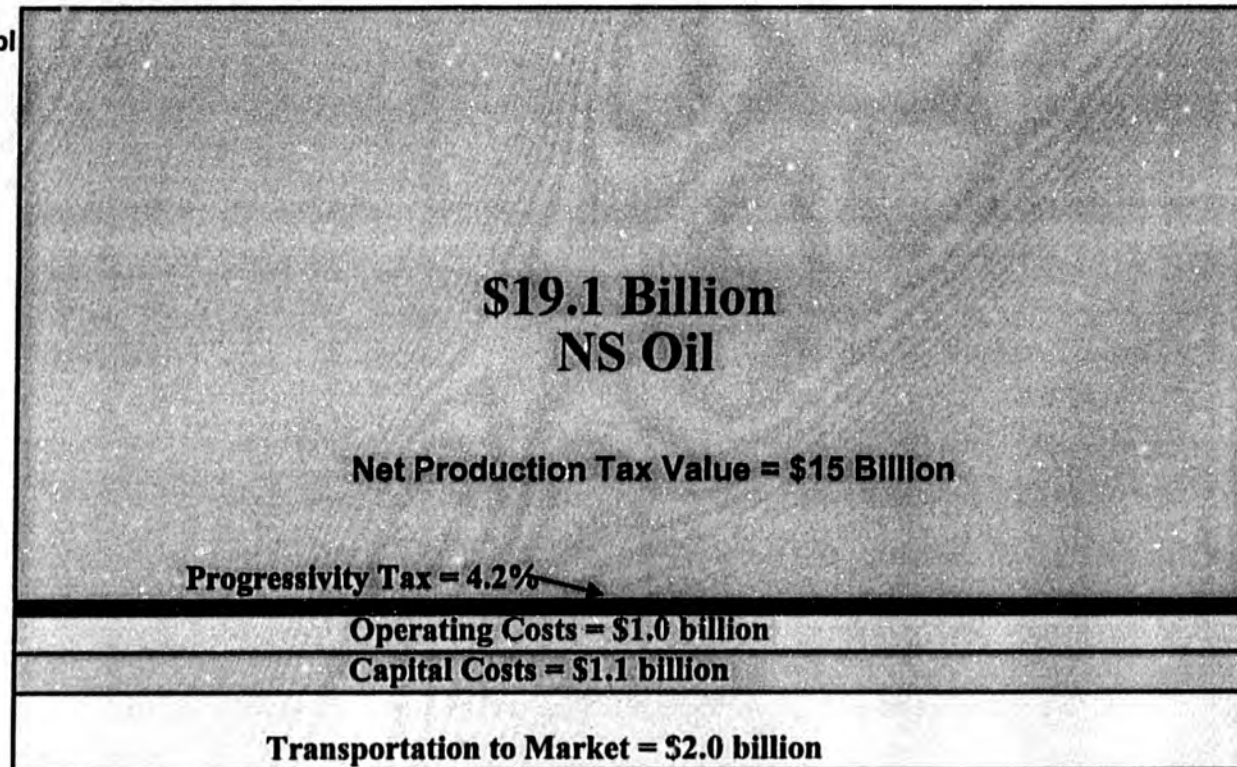 $19.1 Billion
NS Oil
Net Production Tax Value = $15 Billion
Progressivity Tax = 4.2%
Operating Costs = $1.0 billion
Capital Costs = $1.1 billion
Transportation to Market = $2.0 billion